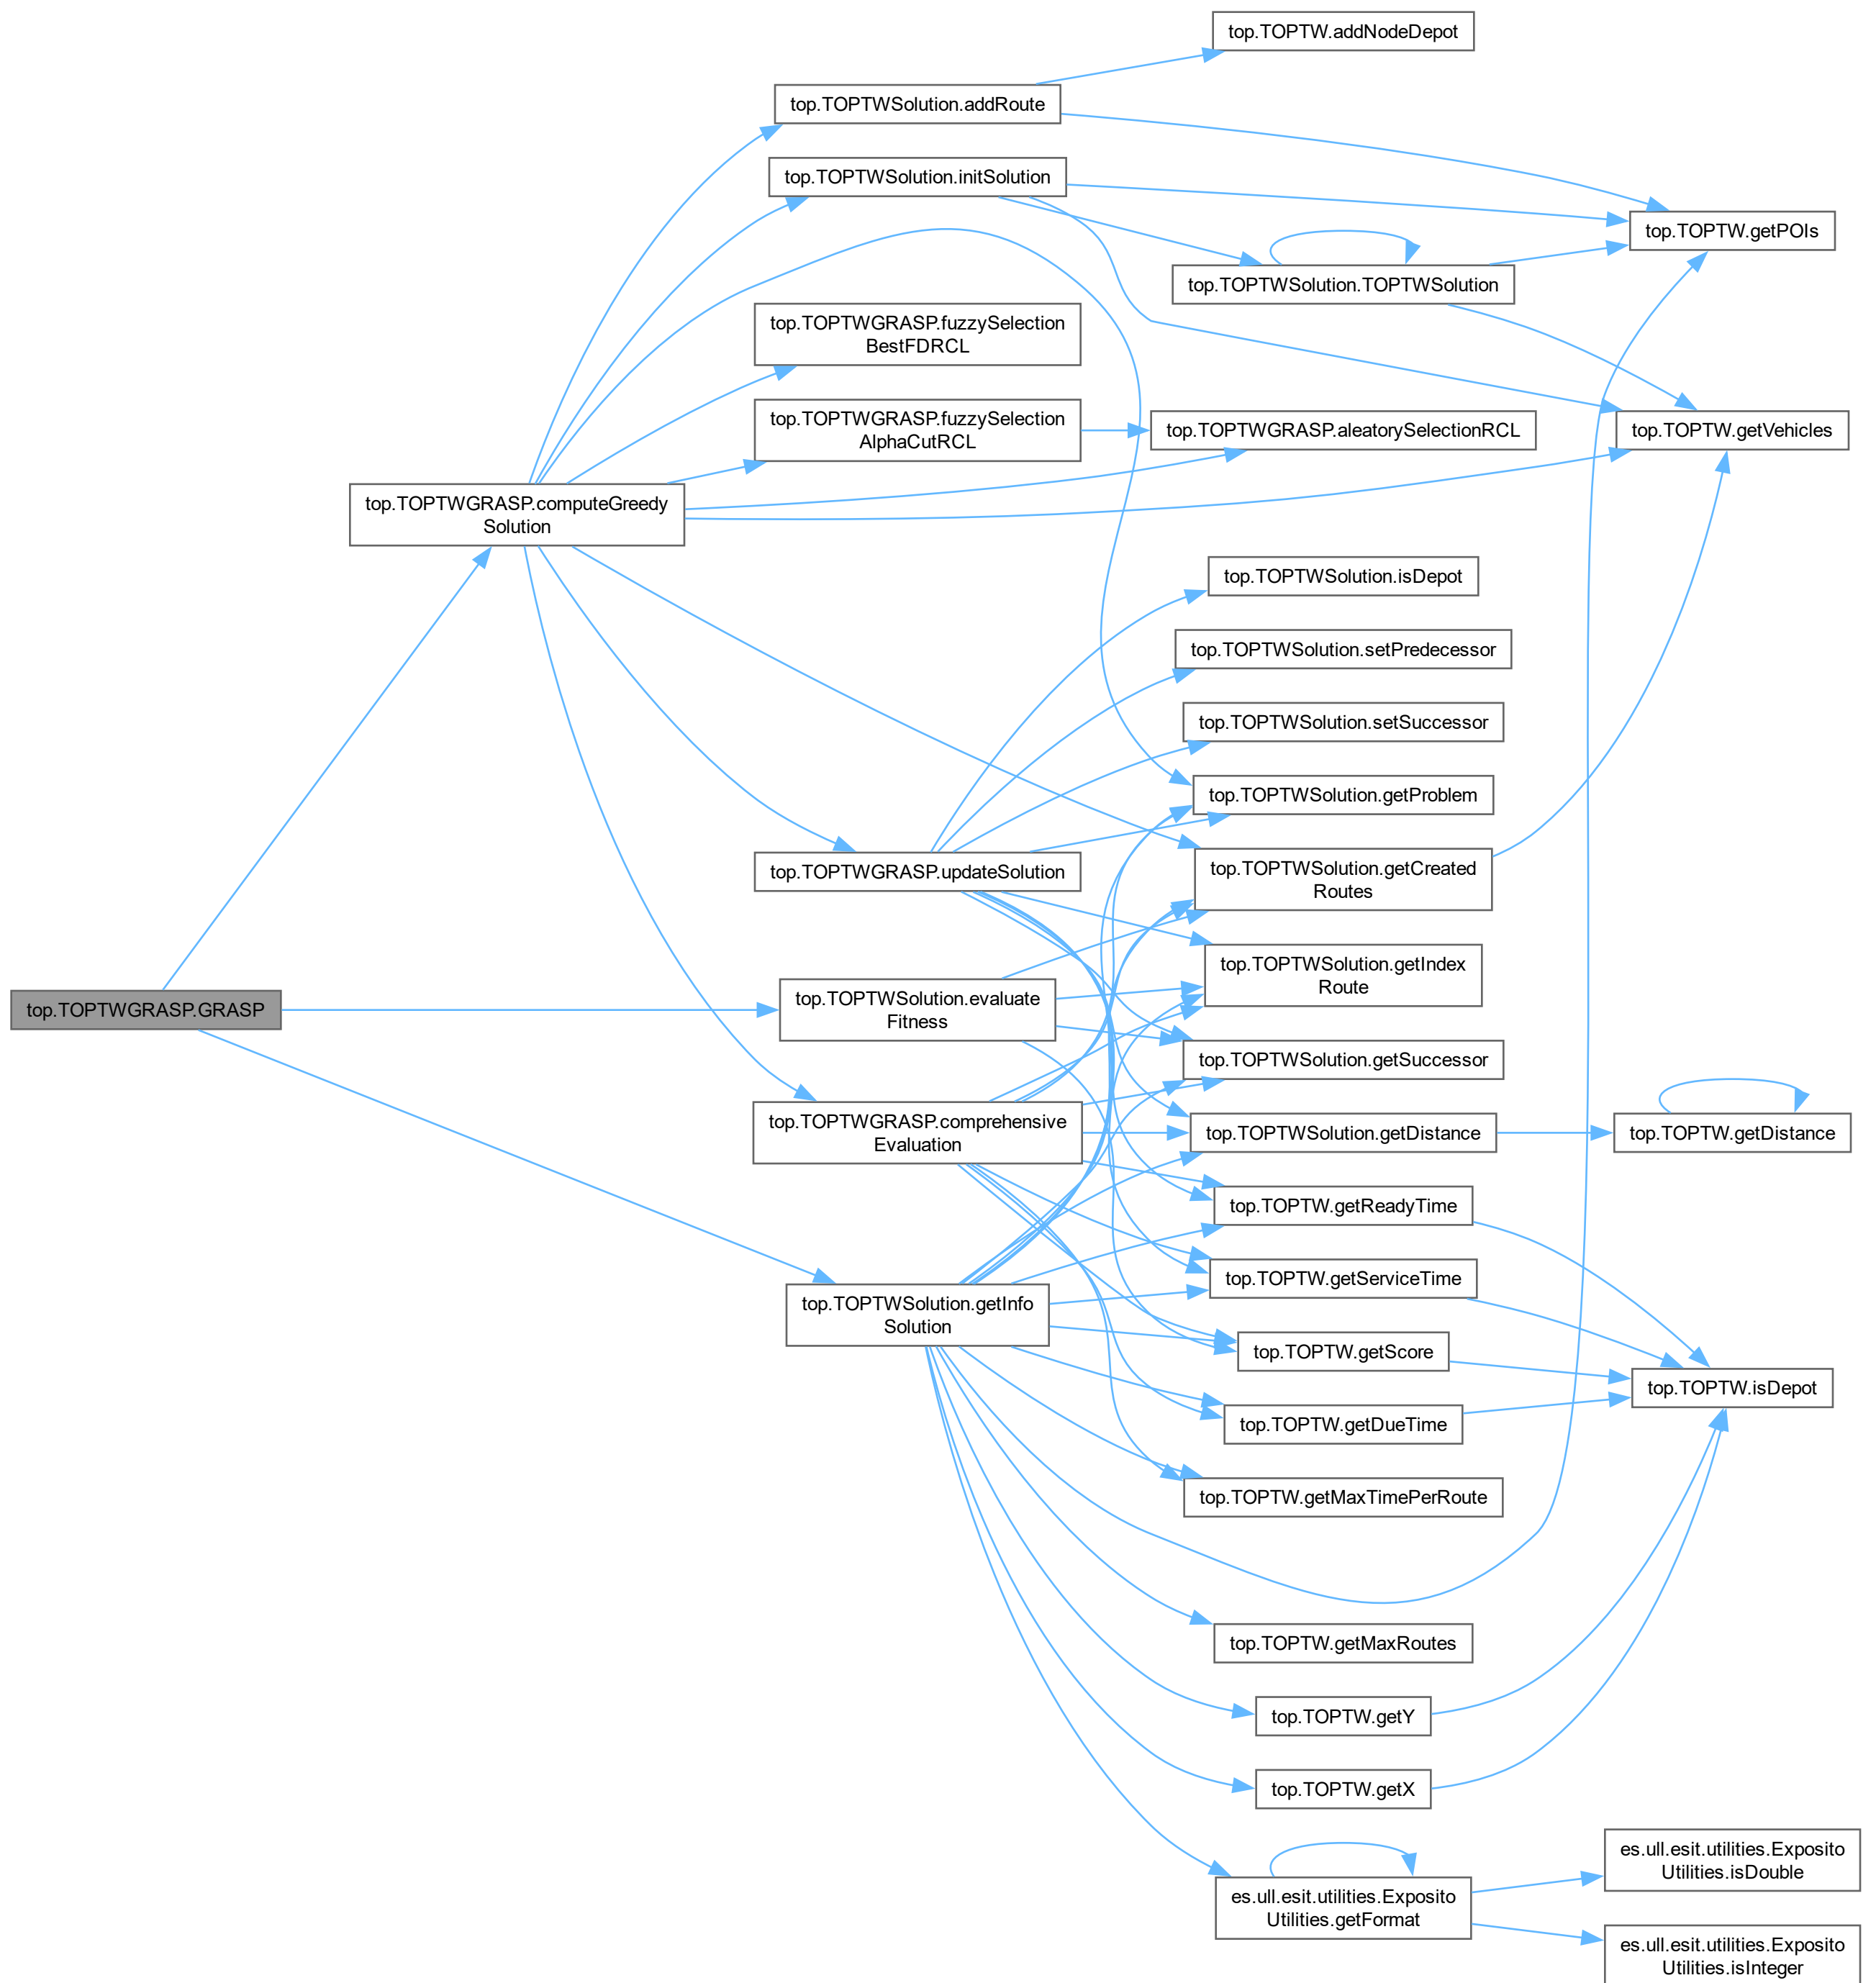 top.TOPTW.addNodeDepot
top.TOPTWSolution.addRoute
top.TOPTWSolution.initSolution
top.TOPTW.getPOIs
top.TOPTWSolution.TOPTWSolution
top.TOPTWGRASP.fuzzySelection
BestFDRCL
top.TOPTWGRASP.fuzzySelection
AlphaCutRCL
top.TOPTWGRASP.aleatorySelectionRCL
top.TOPTW.getVehicles
top.TOPTWGRASP.computeGreedy
Solution
top.TOPTWSolution.isDepot
top.TOPTWSolution.setPredecessor
top.TOPTWSolution.setSuccessor
top.TOPTWSolution.getProblem
top.TOPTWGRASP.updateSolution
top.TOPTWSolution.getCreated
Routes
top.TOPTWSolution.getIndex
Route
top.TOPTWGRASP.GRASP
top.TOPTWSolution.evaluate
Fitness
top.TOPTWSolution.getSuccessor
top.TOPTWGRASP.comprehensive
Evaluation
top.TOPTWSolution.getDistance
top.TOPTW.getDistance
top.TOPTW.getReadyTime
top.TOPTW.getServiceTime
top.TOPTWSolution.getInfo
Solution
top.TOPTW.getScore
top.TOPTW.isDepot
top.TOPTW.getDueTime
top.TOPTW.getMaxTimePerRoute
top.TOPTW.getMaxRoutes
top.TOPTW.getY
top.TOPTW.getX
es.ull.esit.utilities.Exposito
Utilities.isDouble
es.ull.esit.utilities.Exposito
Utilities.getFormat
es.ull.esit.utilities.Exposito
Utilities.isInteger